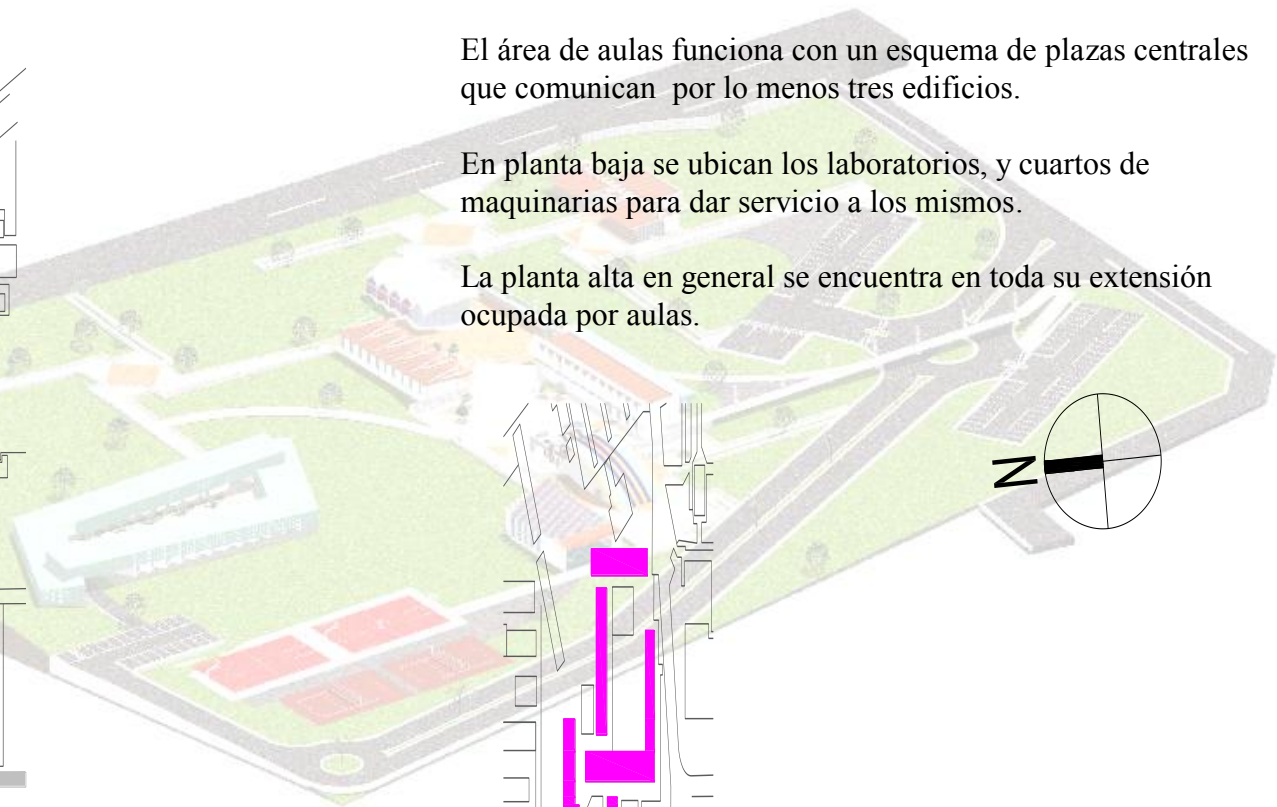 El área de aulas funciona con un esquema de plazas centrales
que comunican por lo menos tres edificios.
En planta baja se ubican los laboratorios, y cuartos de
maquinarias para dar servicio a los mismos.
La planta alta en general se encuentra en toda su extensión
ocupada por aulas.
N